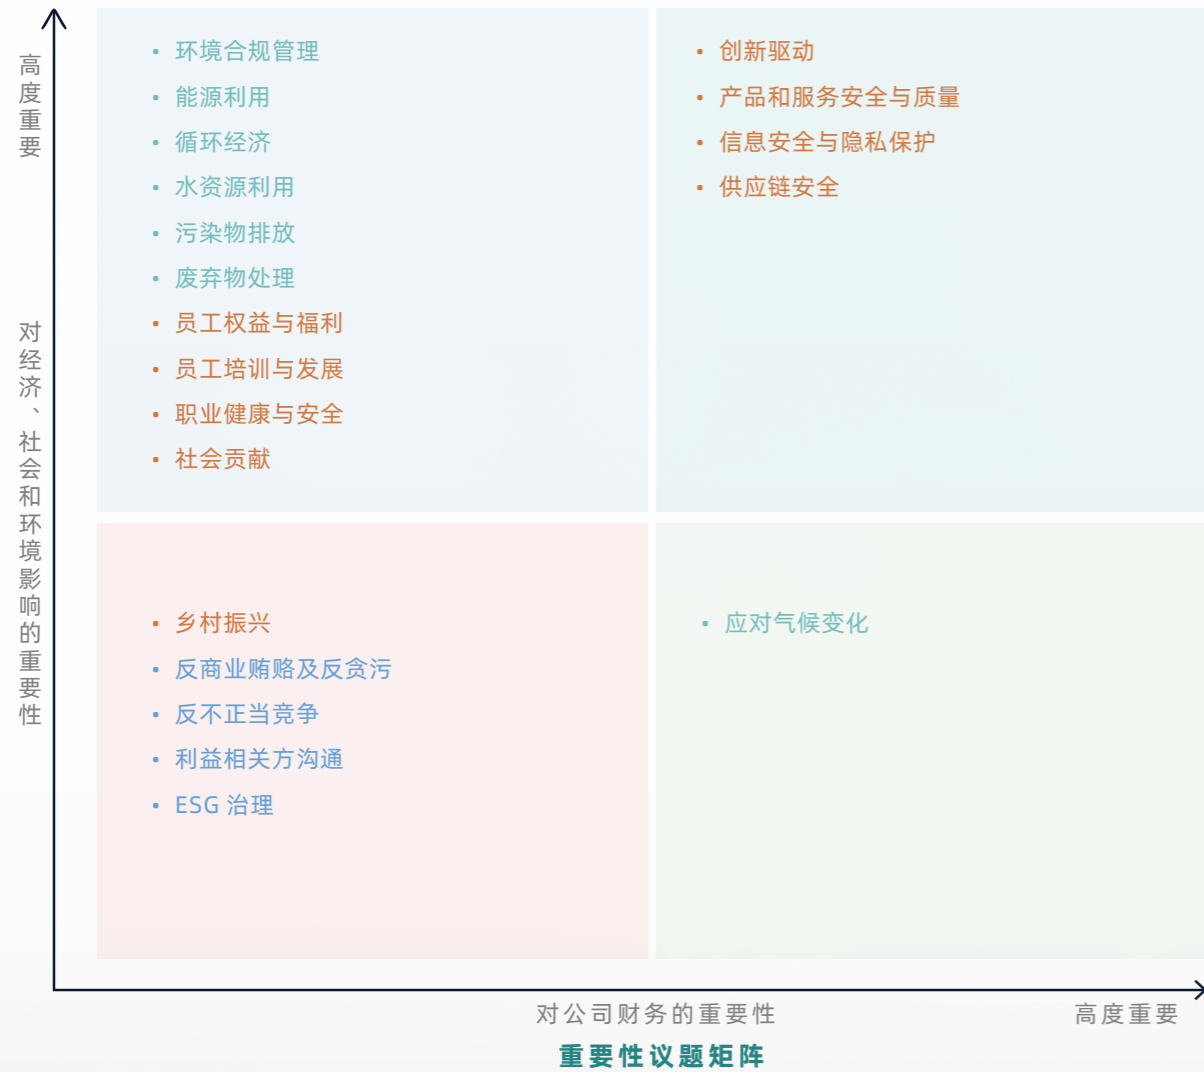 高度重要
对经济、社会和环境影响的重要性
• 环境合规管理
• 能源利用
• 循环经济
• 水资源利用
• 污染物排放
• 废弃物处理
• 员工权益与福利
• 员工培训与发展
• 职业健康与安全
• 社会贡献
• 创新驱动
• 产品和服务安全与质量
• 信息安全与隐私保护
• 供应链安全
• 乡村振兴
• 反商业贿赂及反贪污
• 反不正当竞争
• 利益相关方沟通
• ESG 治理
• 应对气候变化
对公司财务的重要性
高度重要
重要性议题矩阵